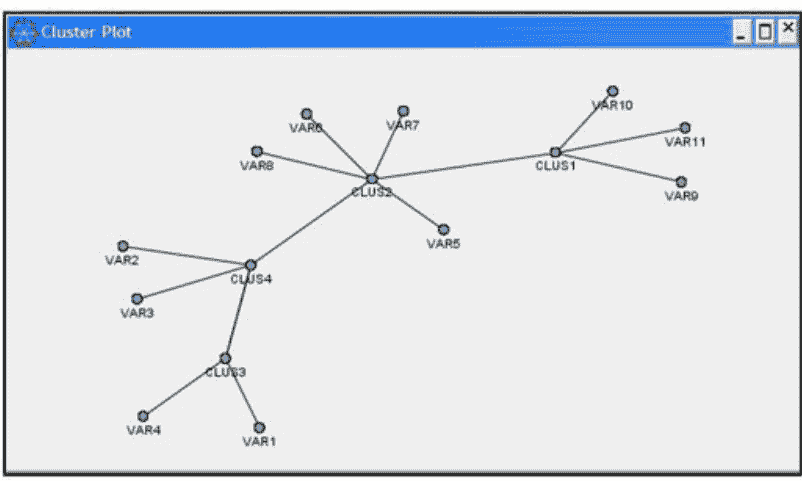 Cluster Plot
VAR10
VAR6
VAR7
VAR11
VAR8
CLUS1
CLUS2
VAR9
VAR5
VAR2
CLUS4
VAR3
CLUS3
VAR4
VAR1